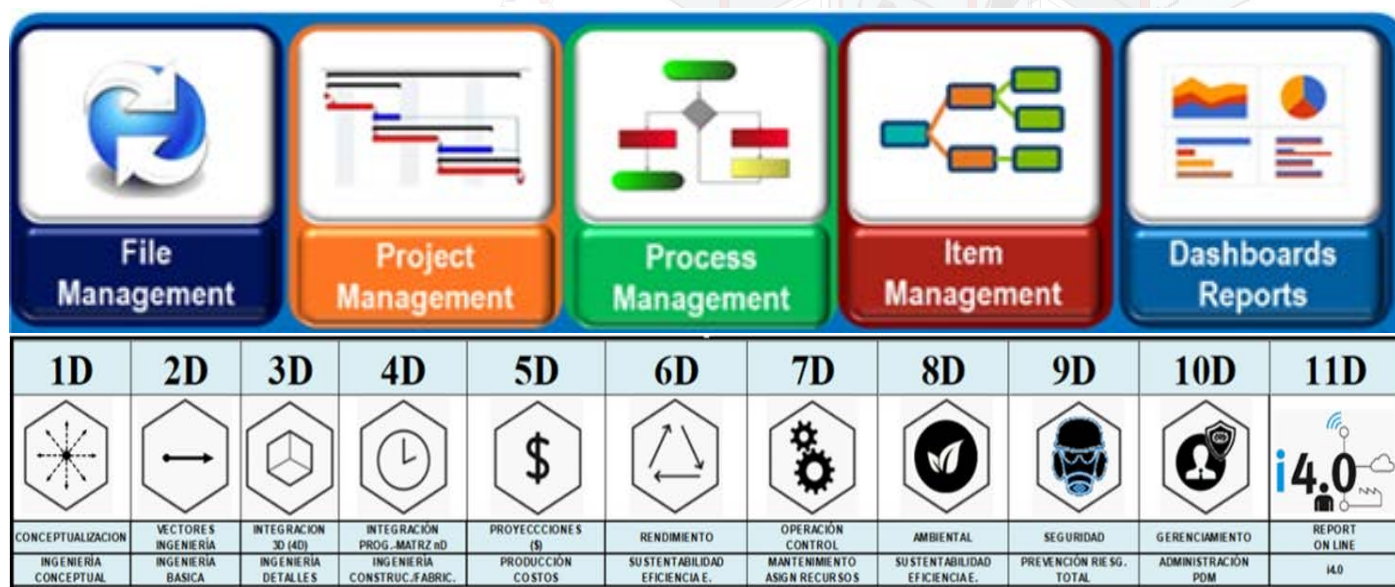 File
Management
Project
Management
Process
Management
Item
Management
Dashboards
Reports
1D 2D 3D 4D 5D 6D 7D 8D 9D 10D 11D
$
i4.0
CONCEPTUALIZACION
VECTORES
INGENIERÍA
INTEGRACION
3D (4D)
INTEGRACIÓN
PROG.-MATRZ nD
PROYECCCIONES
($)
RENDIMIENTO
OPERACIÓN
CONTROL
AMBIENTAL
SEGURIDAD
GERENCIAMIENTO
REPORT
ON LINE
INGENIERÍA
CONCEPTUAL
INGENIERÍA
BASICA
INGENIERÍA
DETALLES
INGENIERÍA
CONSTRUC./FABRIC.
PRODUCCIÓN
COSTOS
SUSTENTABILIDAD
EFICIENCIA E.
MANTENIMIENTO
ASIGN RECURSOS
SUSTENTABILIDAD
EFICIENCIA E.
PREVENCIÓN RIESG.
TOTAL
ADMINISTRACIÓN
PDM
i4.0